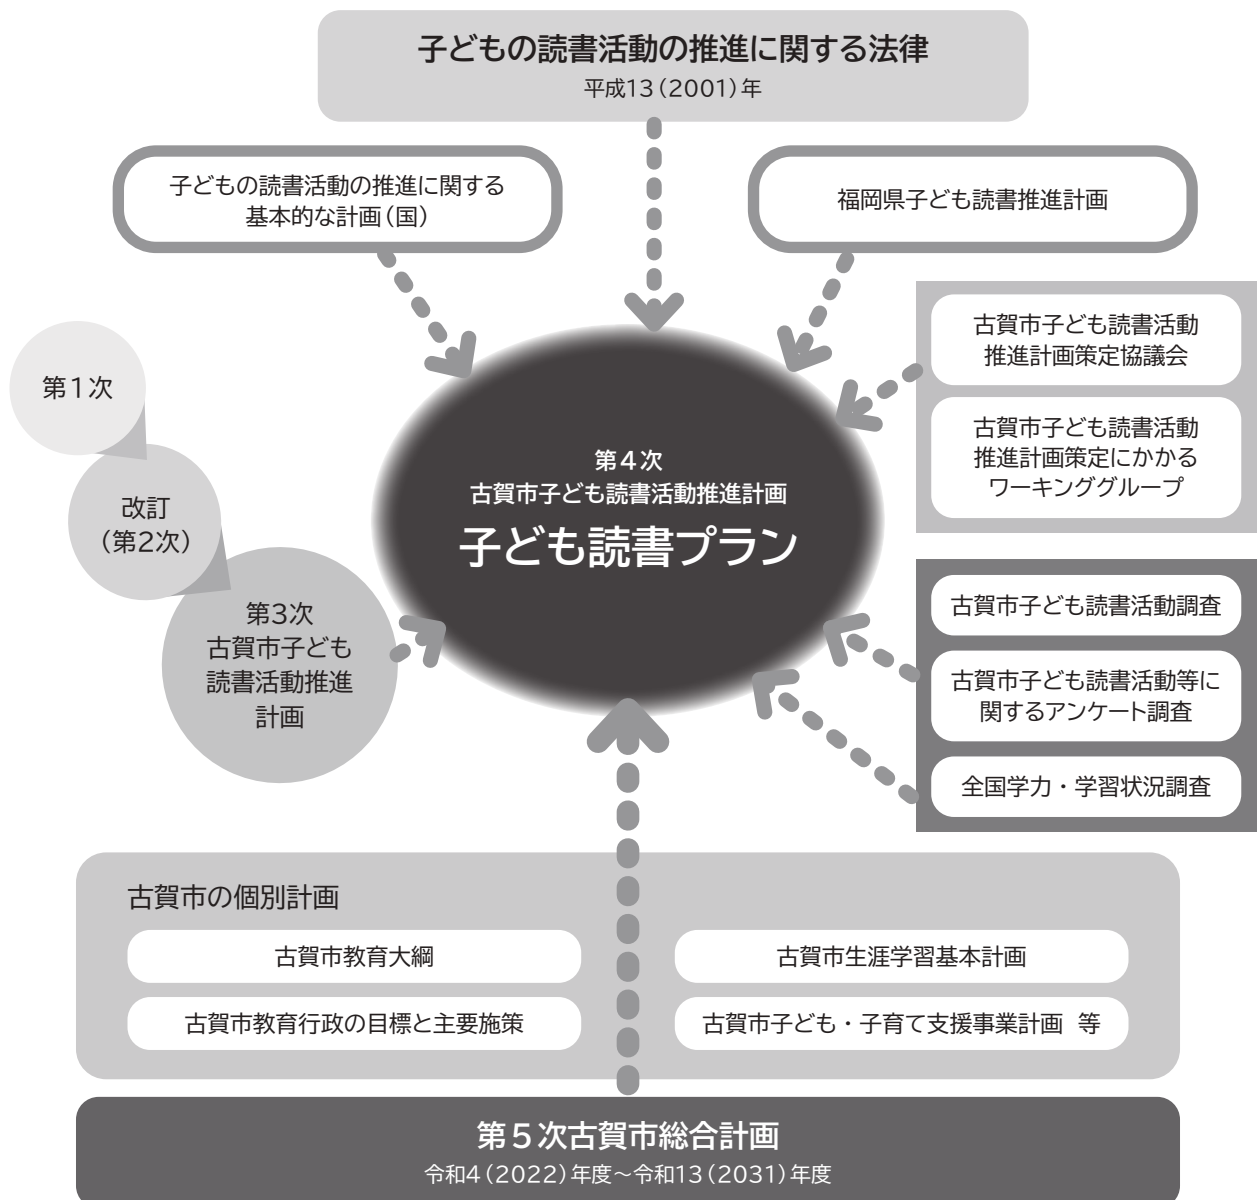 子どもの読書活動の推進に関する法律
平成13(2001)年
子どもの読書活動の推進に関する
基本的な計画(国)
福岡県子ども読書推進計画
古賀市子ども読書活動
推進計画策定協議会
古賀市子ども読書活動
推進計画策定にかかる
ワーキンググループ
第1次
改訂
(第2次)
第3次
古賀市子ども
読書活動推進
計画
第4次
古賀市子ども読書活動推進計画
子ども読書プラン
古賀市子ども読書活動調査
古賀市子ども読書活動等に
関するアンケート調査
全国学力・学習状況調査
古賀市の個別計画
古賀市教育大綱
古賀市生涯学習基本計画
古賀市教育行政の目標と主要施策
古賀市子ども・子育て支援事業計画 等
第5次古賀市総合計画
令和4(2022)年度~令和13(2031)年度